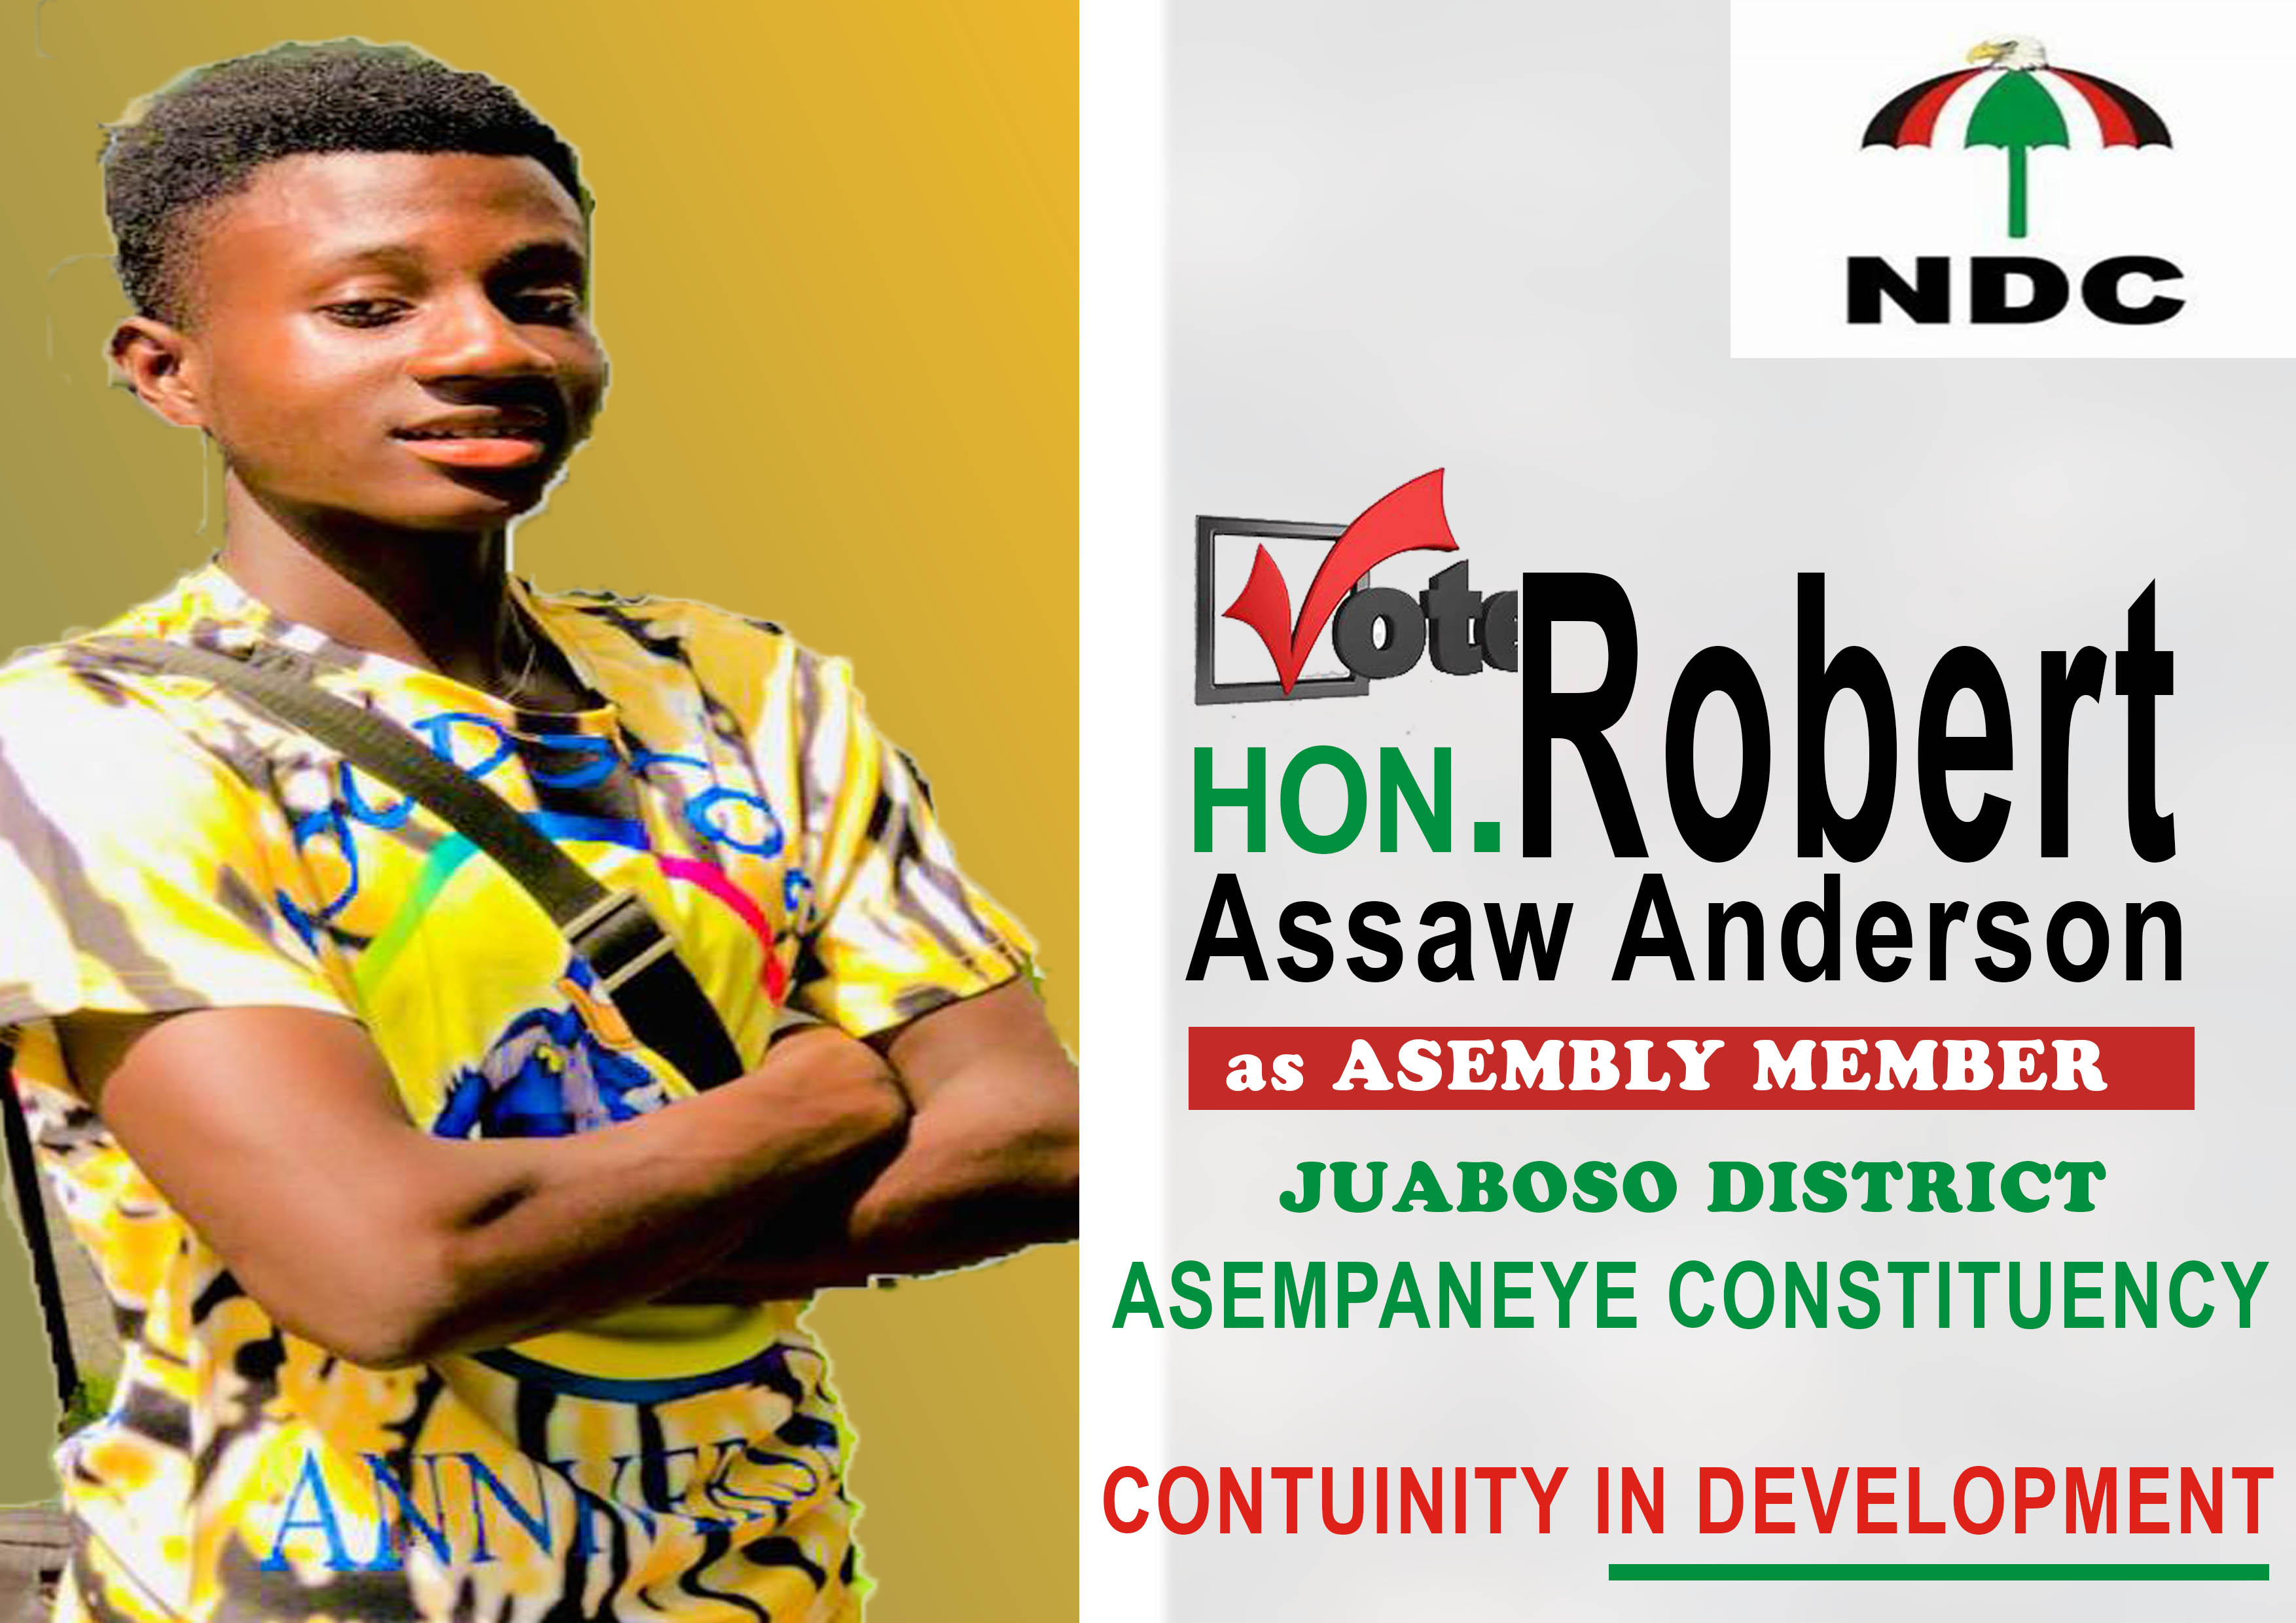 NDC
Vote
HON. Robert
Assaw Anderson
as ASEMBLY MEMBER
JUABOSO DISTRICT
ASEMPANEYE CONSTITUENCY
CONTUINITY IN DEVELOPMENT